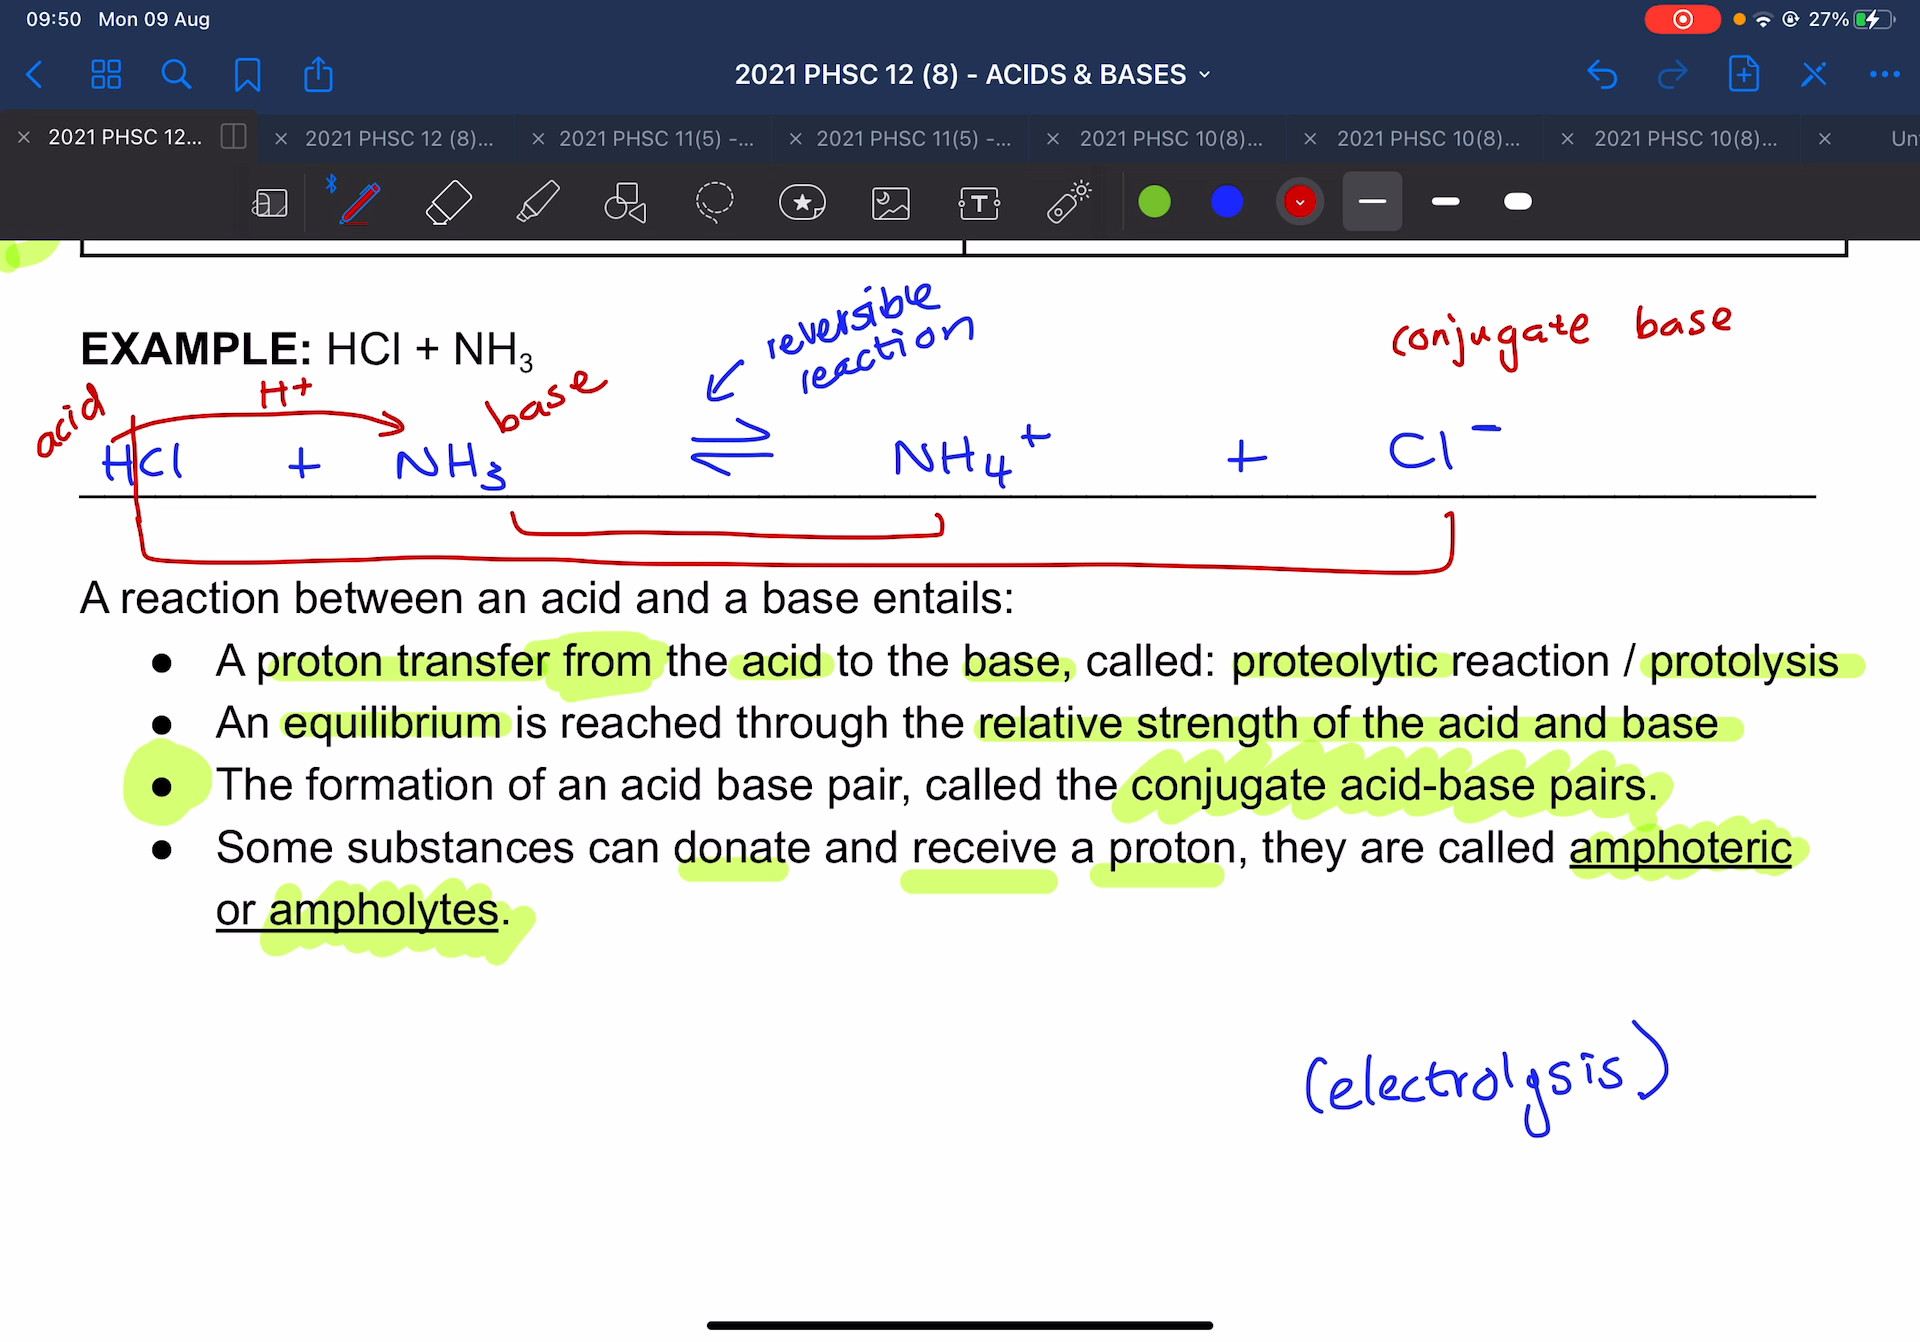 09:50 Mon 09 Aug
27%
2021 PHSC 12 (8) - ACIDS & BASES
2021 PHSC 12... 2021 PHSC 12 (8)... 2021 PHSC 11(5) -... 2021 PHSC 11(5) -... 2021 PHSC 10(8)... 2021 PHSC 10(8)... 2021 PHSC 10(8)... Un
T
EXAMPLE: HCl + NH₃
reversible
reaction
conjugate base
acid
H+
base
HCl + NH₃ ⇌ NH₄⁺ + Cl⁻
A reaction between an acid and a base entails:
● A proton transfer from the acid to the base, called: proteolytic reaction / protolysis
● An equilibrium is reached through the relative strength of the acid and base
● The formation of an acid base pair, called the conjugate acid-base pairs.
● Some substances can donate and receive a proton, they are called amphoteric
or ampholytes.
(electrolysis)